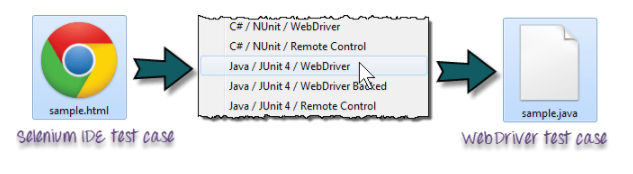 C# / NUnit / WebDriver
C# / NUnit / Remote Control
Java / JUnit 4 / WebDriver
Java / JUnit 4 / WebDriver Backed
Java / JUnit 4 / Remote Control
sample.html
sample.java
Selenium IDE test case
WebDriver test case